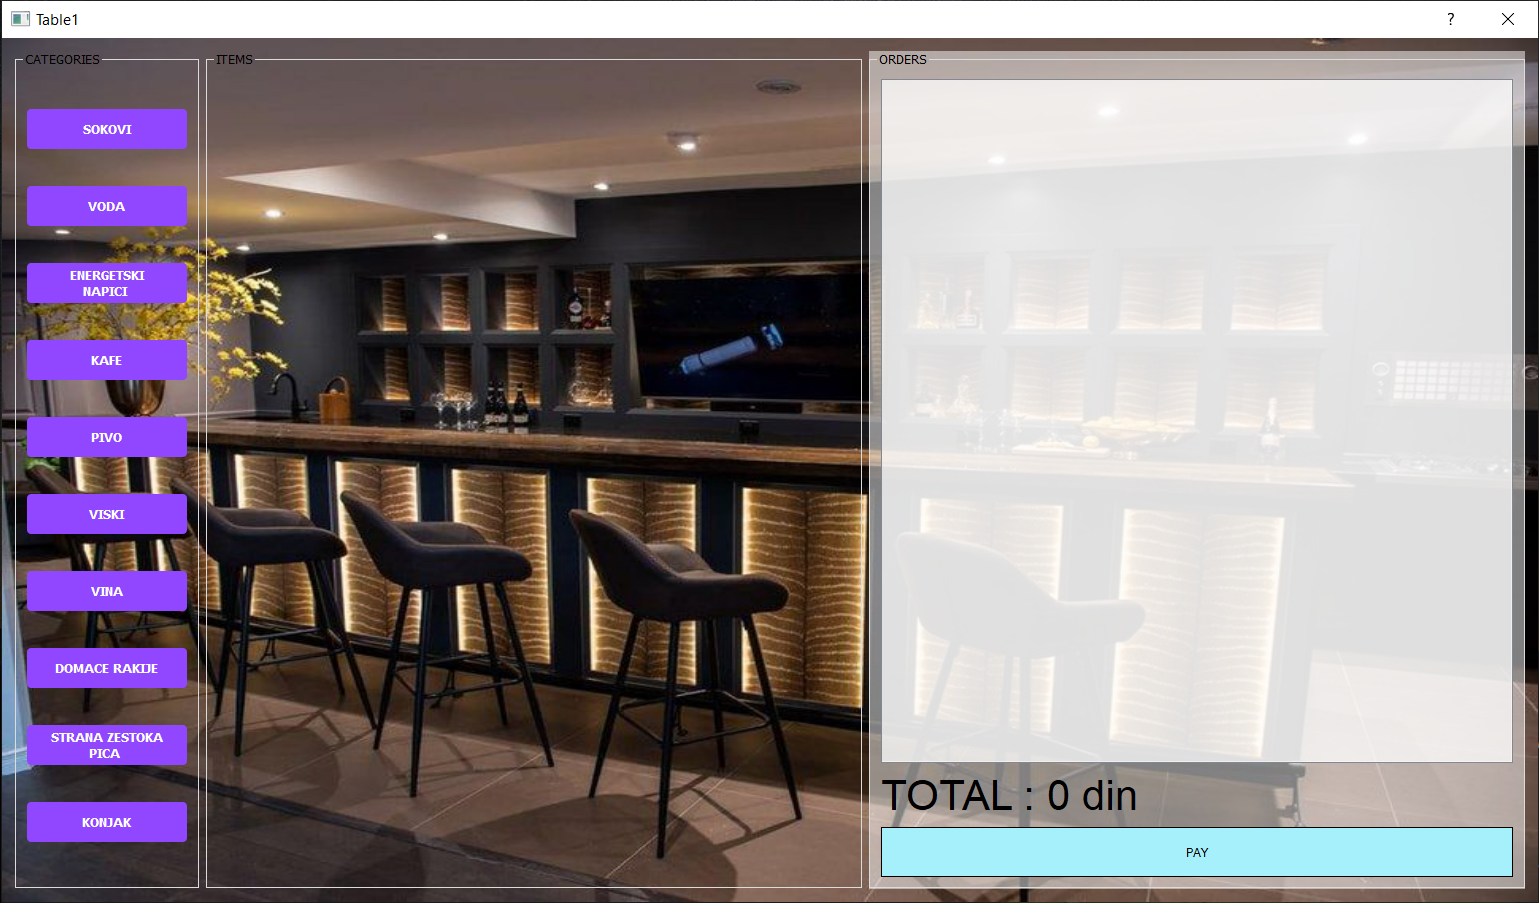 Table1
?
CATEGORIES
SOKOVI
VODA
ENERGETSKI
NAPICI
KAFE
PIVO
VISKI
VINA
DOMACE RAKIJE
STRANA ZESTOKA
PICA
KONJAK
ITEMS
ORDERS
TOTAL : 0 din
PAY